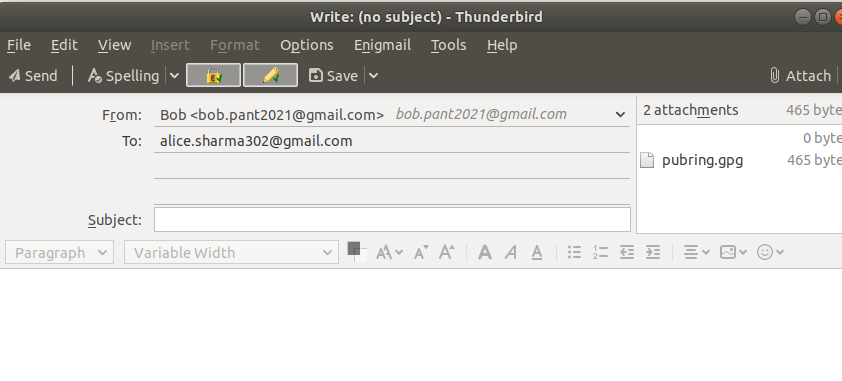 Write: (no subject) - Thunderbird
File Edit View Insert Format Options Enigmail Tools Help
Send Spelling Save Attach
From: Bob <bob.pant2021@gmail.com> bob.pant2021@gmail.com 2 attachments 465 byte
0 byte
To: alice.sharma302@gmail.com
pubring.gpg 465 byte
Subject:
Paragraph Variable Width